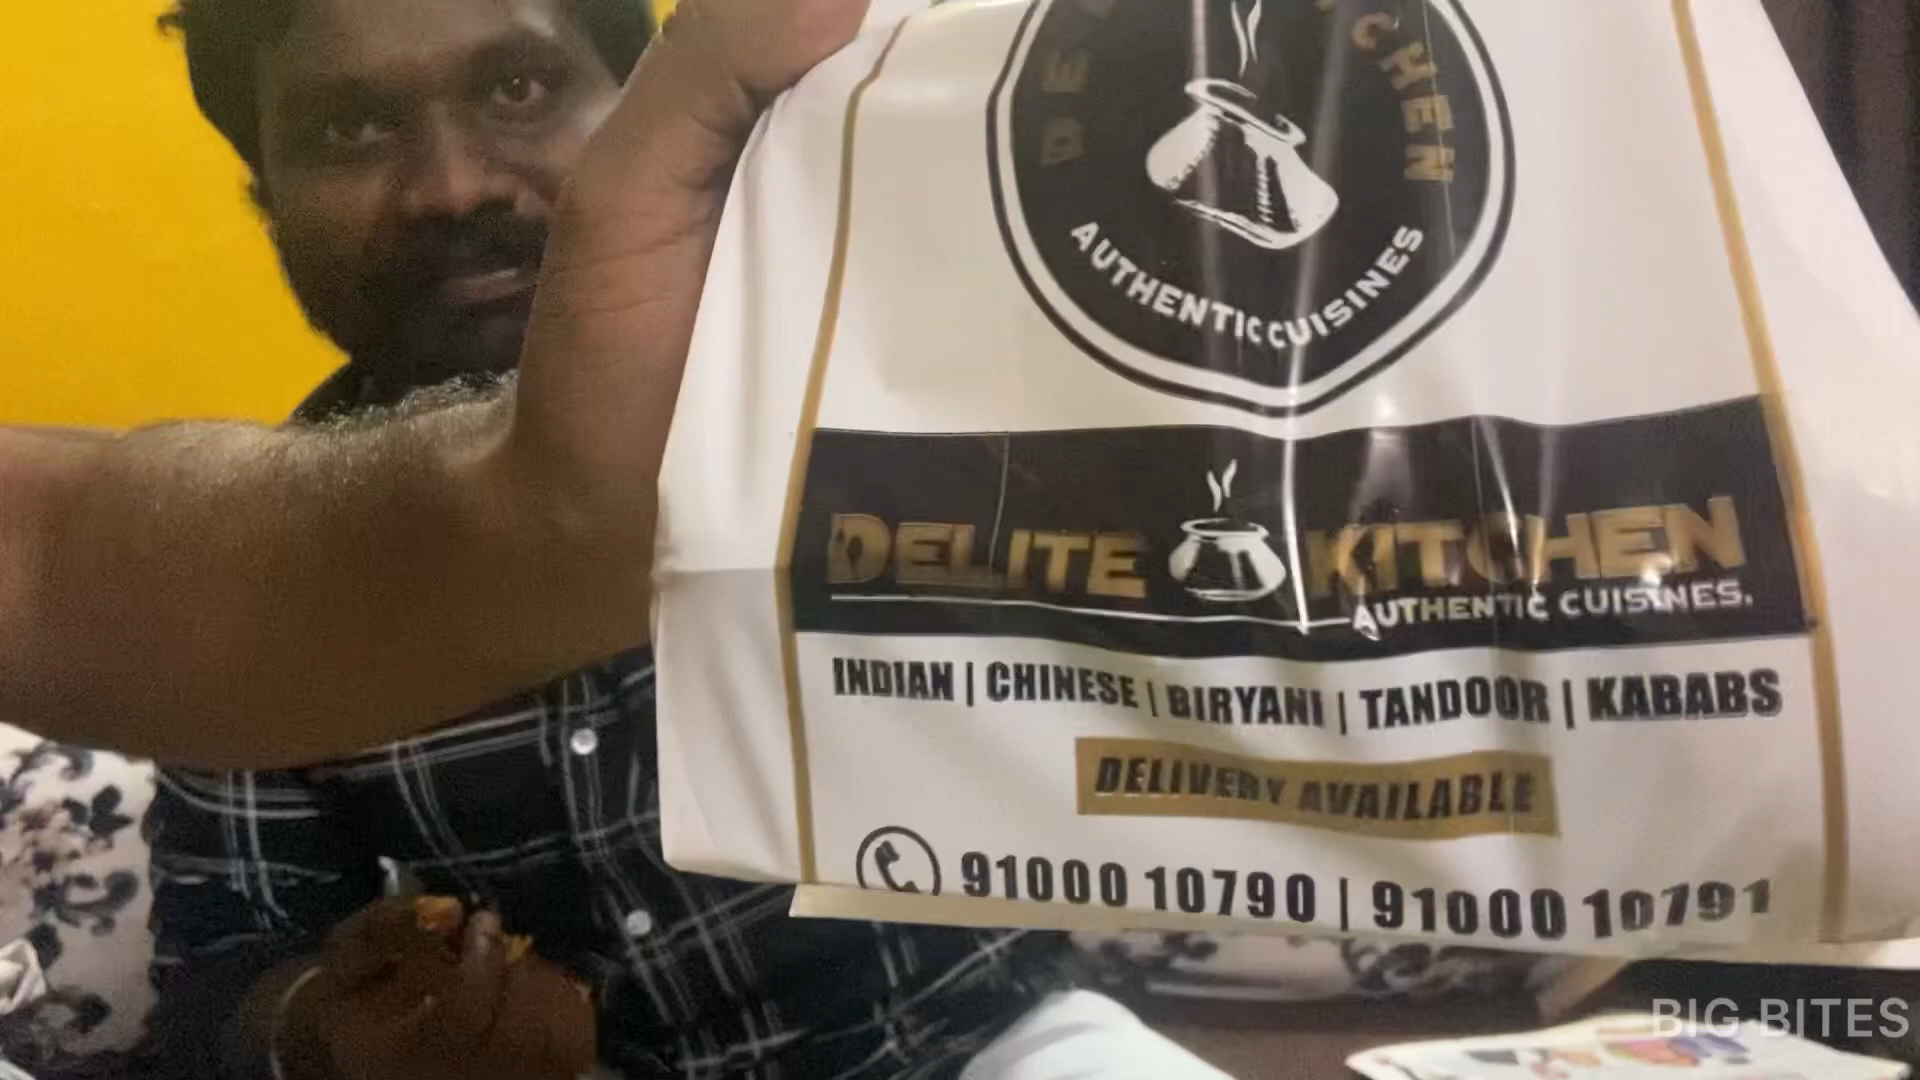 KITCHEN
AUTHENTIC CUISINES
DELITE KITCHEN
AUTHENTIC CUISINES.
INDIAN | CHINESE | BIRYANI | TANDOOR | KABABS
DELIVERY AVAILABLE
91000 10790 | 91000 10791
BIG BITES